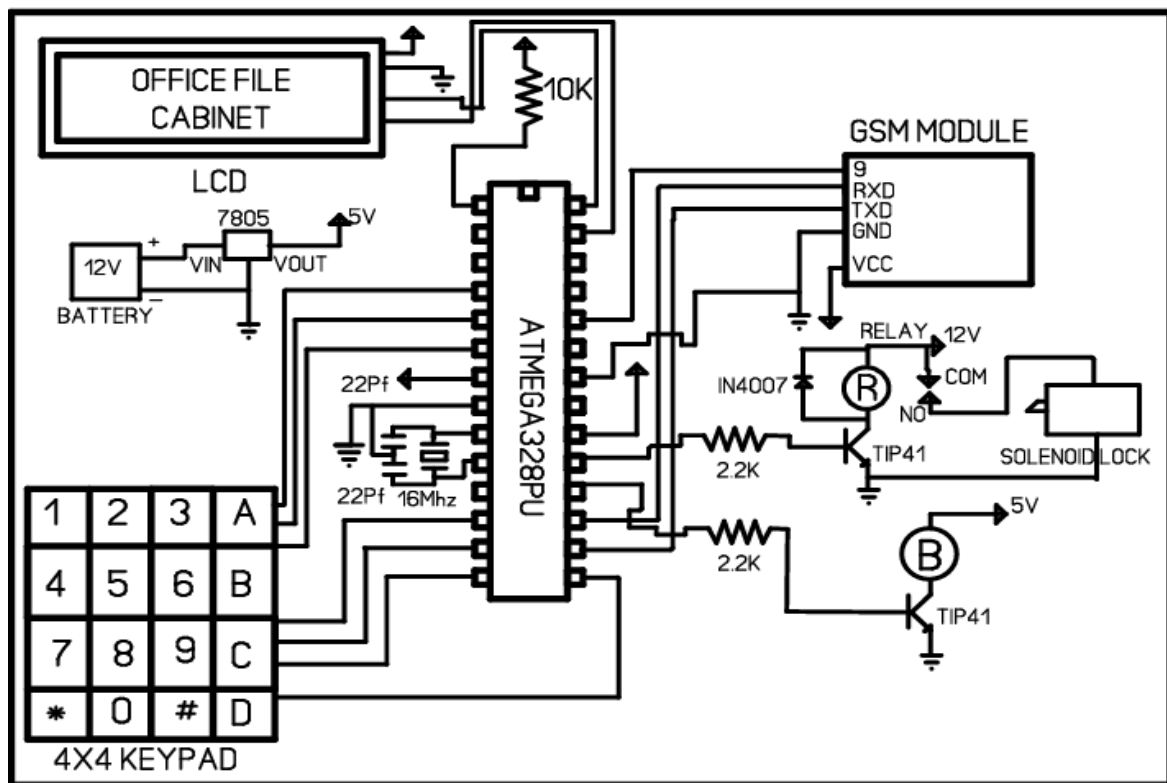 OFFICE FILE
CABINET
LCD
10K
GSM MODULE
9
RXD
TXD
GND
VCC
7805
5V
12V
+
VIN
VOUT
−
BATTERY
ATMEGA328PU
22Pf
22Pf
16Mhz
RELAY
12V
IN4007
R
COM
NO
TIP41
SOLENOID LOCK
2.2K
5V
B
2.2K
TIP41
1 2 3 A
4 5 6 B
7 8 9 C
* 0 # D
4X4 KEYPAD